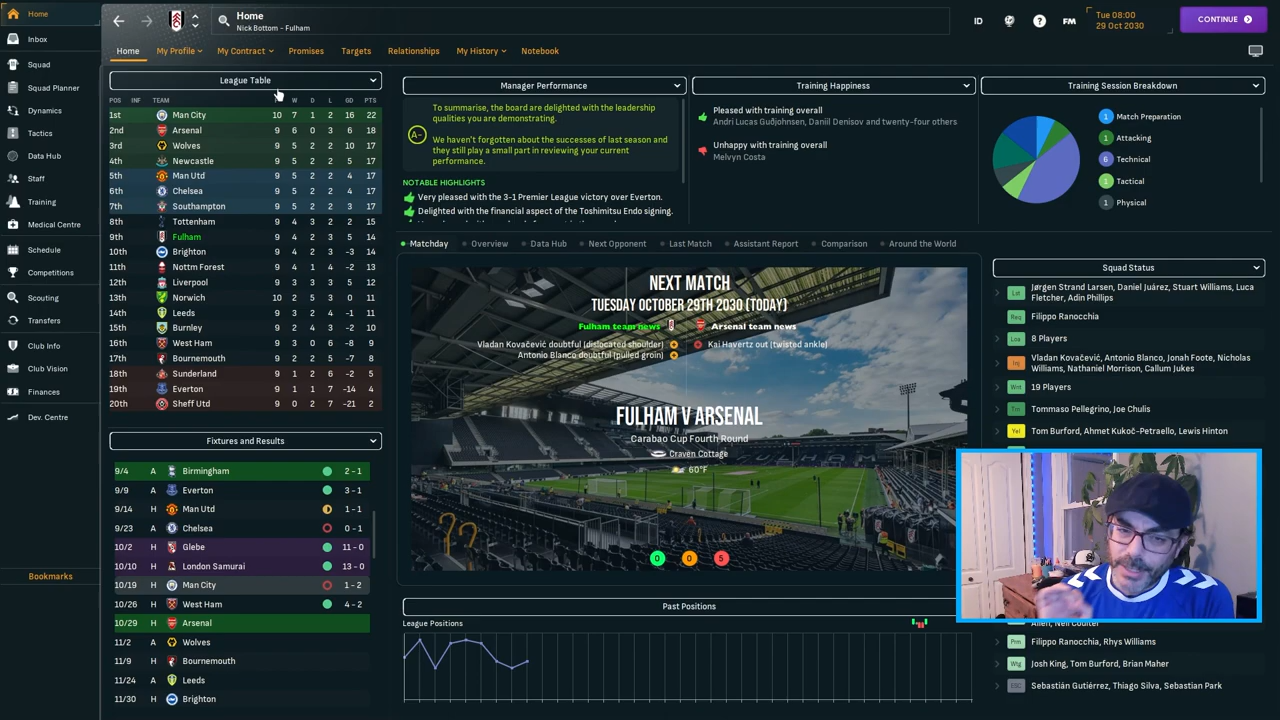 Home
Inbox
Squad
Squad Planner
Dynamics
Tactics
Data Hub
Staff
Training
Medical Centre
Schedule
Competitions
Scouting
Transfers
Club Info
Club Vision
Finances
Dev. Centre
Bookmarks
Home
Nick Bottom - Fulham
ID
FM
Tue 08:00
29 Oct 2030
CONTINUE
Home My Profile My Contract Promises Targets Relationships My History Notebook
League Table
POS INF TEAM W D L GD PTS
1st Man City 10 7 1 2 16 22
2nd Arsenal 9 6 0 3 6 18
3rd Wolves 9 5 2 2 10 17
4th Newcastle 9 5 2 2 5 17
5th Man Utd 9 5 2 2 4 17
6th Chelsea 9 5 2 2 4 17
7th Southampton 9 5 2 2 3 17
8th Tottenham 9 4 3 2 2 15
9th Fulham 9 4 2 3 5 14
10th Brighton 9 4 2 3 -3 14
11th Nottm Forest 9 4 1 4 -2 13
12th Liverpool 9 3 3 3 5 12
13th Norwich 10 2 5 3 0 11
14th Leeds 9 3 2 4 -1 11
15th Burnley 9 2 4 3 -2 10
16th West Ham 9 3 0 6 -8 9
17th Bournemouth 9 2 2 5 -7 8
18th Sunderland 9 1 2 6 -2 5
19th Everton 9 1 1 7 -14 4
20th Sheff Utd 9 0 2 7 -21 2
Fixtures and Results
9/4 A Birmingham 2 - 1
9/9 A Everton 3 - 1
9/14 H Man Utd 1 - 1
9/23 A Chelsea 0 - 1
10/2 H Glebe 11 - 0
10/10 H London Samurai 13 - 0
10/19 H Man City 1 - 2
10/26 H West Ham 4 - 2
10/29 H Arsenal
11/2 A Wolves
11/9 H Bournemouth
11/24 A Leeds
11/30 H Brighton
Manager Performance
A-
To summarise, the board are delighted with the leadership
qualities you are demonstrating.
We haven't forgotten about the successes of last season and
they still play a small part in reviewing your current
performance.
NOTABLE HIGHLIGHTS
Very pleased with the 3-1 Premier League victory over Everton.
Delighted with the financial aspect of the Toshimitsu Endo signing.
Training Happiness
Pleased with training overall
Andri Lucas Guðjohnsen, Daniil Denisov and twenty-four others
Unhappy with training overall
Melvyn Costa
Training Session Breakdown
1 Match Preparation
1 Attacking
6 Technical
1 Tactical
1 Physical
Matchday Overview Data Hub Next Opponent Last Match Assistant Report Comparison Around the World
NEXT MATCH
TUESDAY OCTOBER 29TH 2030 (TODAY)
Fulham team news Arsenal team news
Vladan Kovačević doubtful (dislocated shoulder) Kai Havertz out (twisted ankle)
Antonio Blanco doubtful (pulled groin)
FULHAM V ARSENAL
Carabao Cup Fourth Round
Craven Cottage
60°F
0 0 5
Past Positions
League Positions
Squad Status
Lst Jørgen Strand Larsen, Daniel Juárez, Stuart Williams, Luca
Fletcher, Adin Phillips
Req Filippo Ranocchia
Loa 8 Players
Inj Vladan Kovačević, Antonio Blanco, Jonah Foote, Nicholas
Williams, Nathaniel Morrison, Callum Jukes
Wnt 19 Players
Trn Tommaso Pellegrino, Joe Chulis
Yel Tom Burford, Ahmet Kukoč-Petraello, Lewis Hinton
Prm Filippo Ranocchia, Rhys Williams
Whg Josh King, Tom Burford, Brian Maher
ESC Sebastián Gutiérrez, Thiago Silva, Sebastian Park